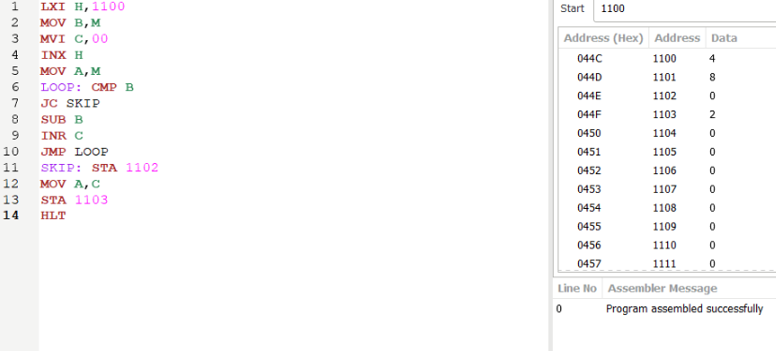 1 LXI H,1100
2 MOV B,M
3 MVI C,00
4 INX H
5 MOV A,M
6 LOOP: CMP B
7 JC SKIP
8 SUB B
9 INR C
10 JMP LOOP
11 SKIP: STA 1102
12 MOV A,C
13 STA 1103
14 HLT
Start 1100
Address (Hex) Address Data
044C 1100 4
044D 1101 8
044E 1102 0
044F 1103 2
0450 1104 0
0451 1105 0
0452 1106 0
0453 1107 0
0454 1108 0
0455 1109 0
0456 1110 0
0457 1111 0
Line No Assembler Message
0 Program assembled successfully